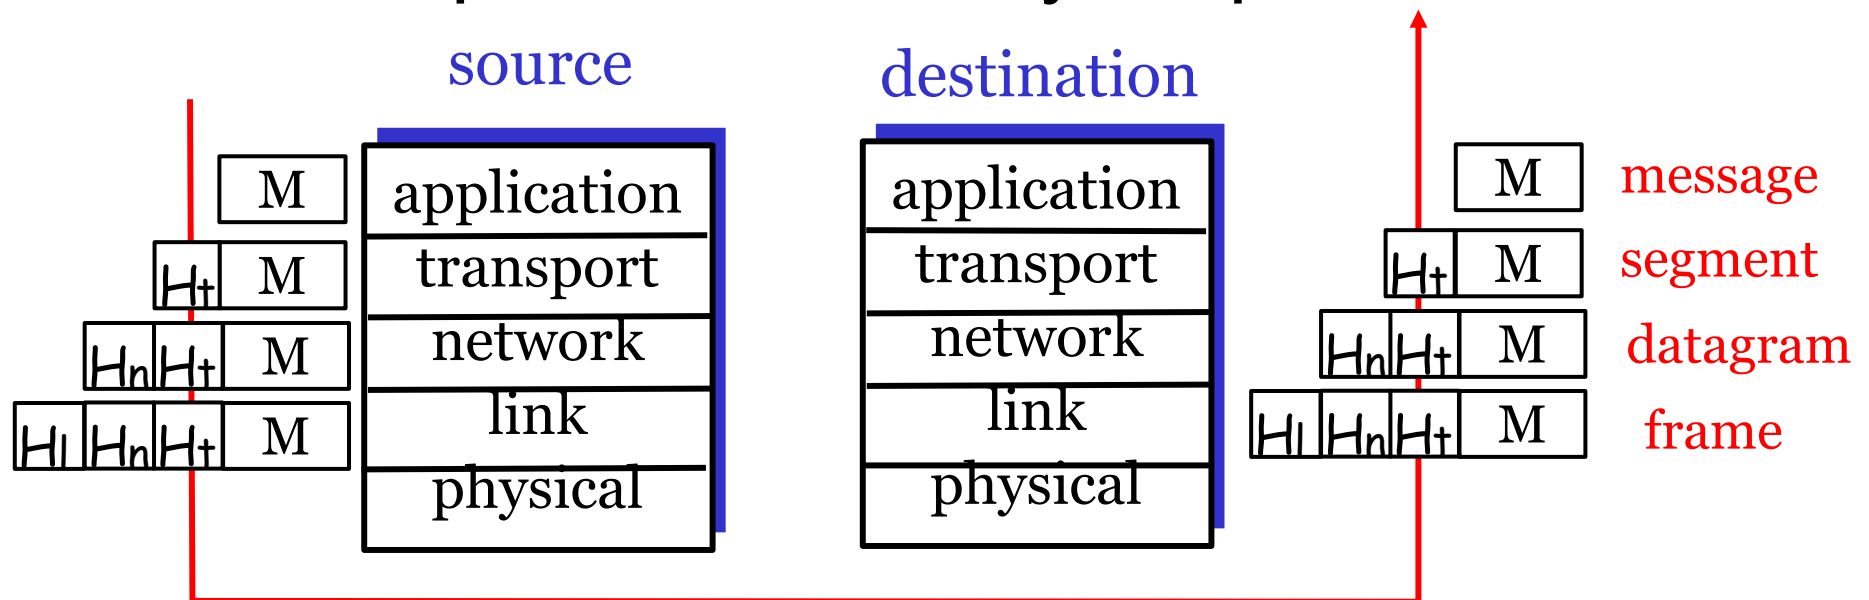 source destination
M application application M message
Ht M transport transport Ht M segment
Hn Ht M network network Hn Ht M datagram
Hl Hn Ht M link link Hl Hn Ht M frame
physical physical